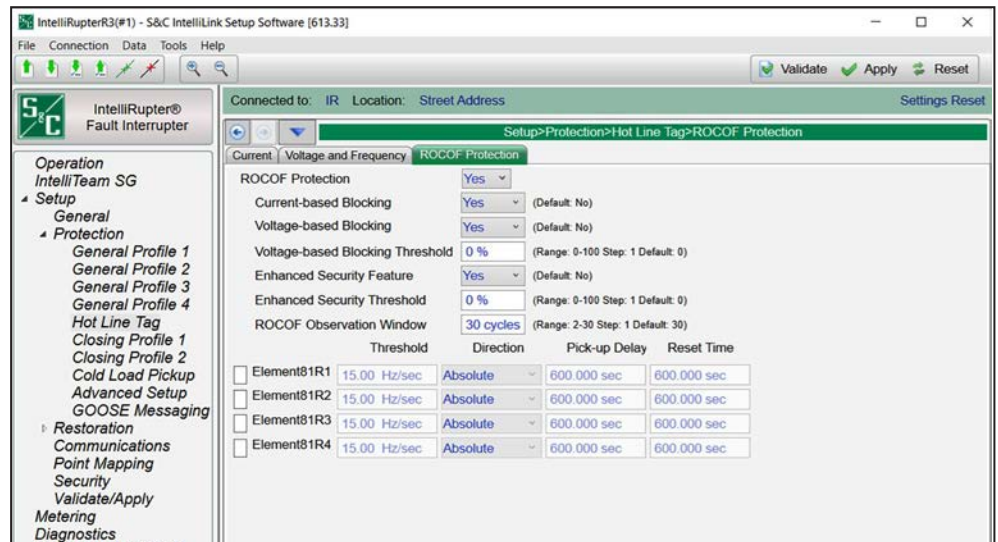 IntelliRupterR3(#1) - S&C IntelliLink Setup Software [613.33]
File Connection Data Tools Help
Validate Apply Reset
S&C
IntelliRupter®
Fault Interrupter
Connected to: IR Location: Street Address Settings Reset
Setup>Protection>Hot Line Tag>ROCOF Protection
Current Voltage and Frequency ROCOF Protection
Operation
IntelliTeam SG
Setup
General
Protection
General Profile 1
General Profile 2
General Profile 3
General Profile 4
Hot Line Tag
Closing Profile 1
Closing Profile 2
Cold Load Pickup
Advanced Setup
GOOSE Messaging
Restoration
Communications
Point Mapping
Security
Validate/Apply
Metering
Diagnostics
ROCOF Protection Yes
Current-based Blocking Yes (Default: No)
Voltage-based Blocking Yes (Default: No)
Voltage-based Blocking Threshold 0 % (Range: 0-100 Step: 1 Default: 0)
Enhanced Security Feature Yes (Default: No)
Enhanced Security Threshold 0 % (Range: 0-100 Step: 1 Default: 0)
ROCOF Observation Window 30 cycles (Range: 2-30 Step: 1 Default: 30)
Threshold Direction Pick-up Delay Reset Time
Element81R1 15.00 Hz/sec Absolute 600.000 sec 600.000 sec
Element81R2 15.00 Hz/sec Absolute 600.000 sec 600.000 sec
Element81R3 15.00 Hz/sec Absolute 600.000 sec 600.000 sec
Element81R4 15.00 Hz/sec Absolute 600.000 sec 600.000 sec